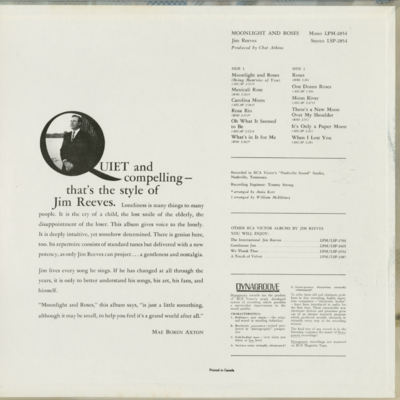 MOONLIGHT AND ROSES
Mono LPM-2854
Jim Reeves
Stereo LSP-2854
Produced by Chet Atkins
SIDE 1
Moonlight and Roses
(Bring Mem'ries of You)
Mexicali Rose
Carolina Moon
Rosa Rio
Oh What It Seemed
to Be
What's in It for Me
SIDE 2
Roses
One Dozen Roses
Moon River
There's a New Moon
Over My Shoulder
It's Only a Paper Moon
When I Lose You
QUIET and
compelling—
that's the style of
Jim Reeves. Loneliness is many things to many
people. It is the cry of a child, the lost smile of the elderly, the
disappointment of the loser. This album gives voice to the lonely.
It is deeply intuitive, yet somehow determined. There is genius here,
too. Its repertoire consists of standard tunes but delivered with a new
potency, as only Jim Reeves can project . . . a gentleness and nostalgia.
Jim lives every song he sings. If he has changed at all through the
years, it is only to better understand his songs, his art, his fans, and
himself.
"Moonlight and Roses," this album says, "is just a little something,
although it may be small, to help you feel it's a grand world after all."
MAE BOREN AXTON
Recorded in RCA Victor's "Nashville Sound" Studio,
Nashville, Tennessee
Recording Engineer: Tommy Strong
OTHER RCA VICTOR ALBUMS BY JIM REEVES
YOU WILL ENJOY:
The International Jim Reeves
Gentleman Jim
We Thank Thee
A Touch of Velvet
DYNAGROOVE
Printed in Canada